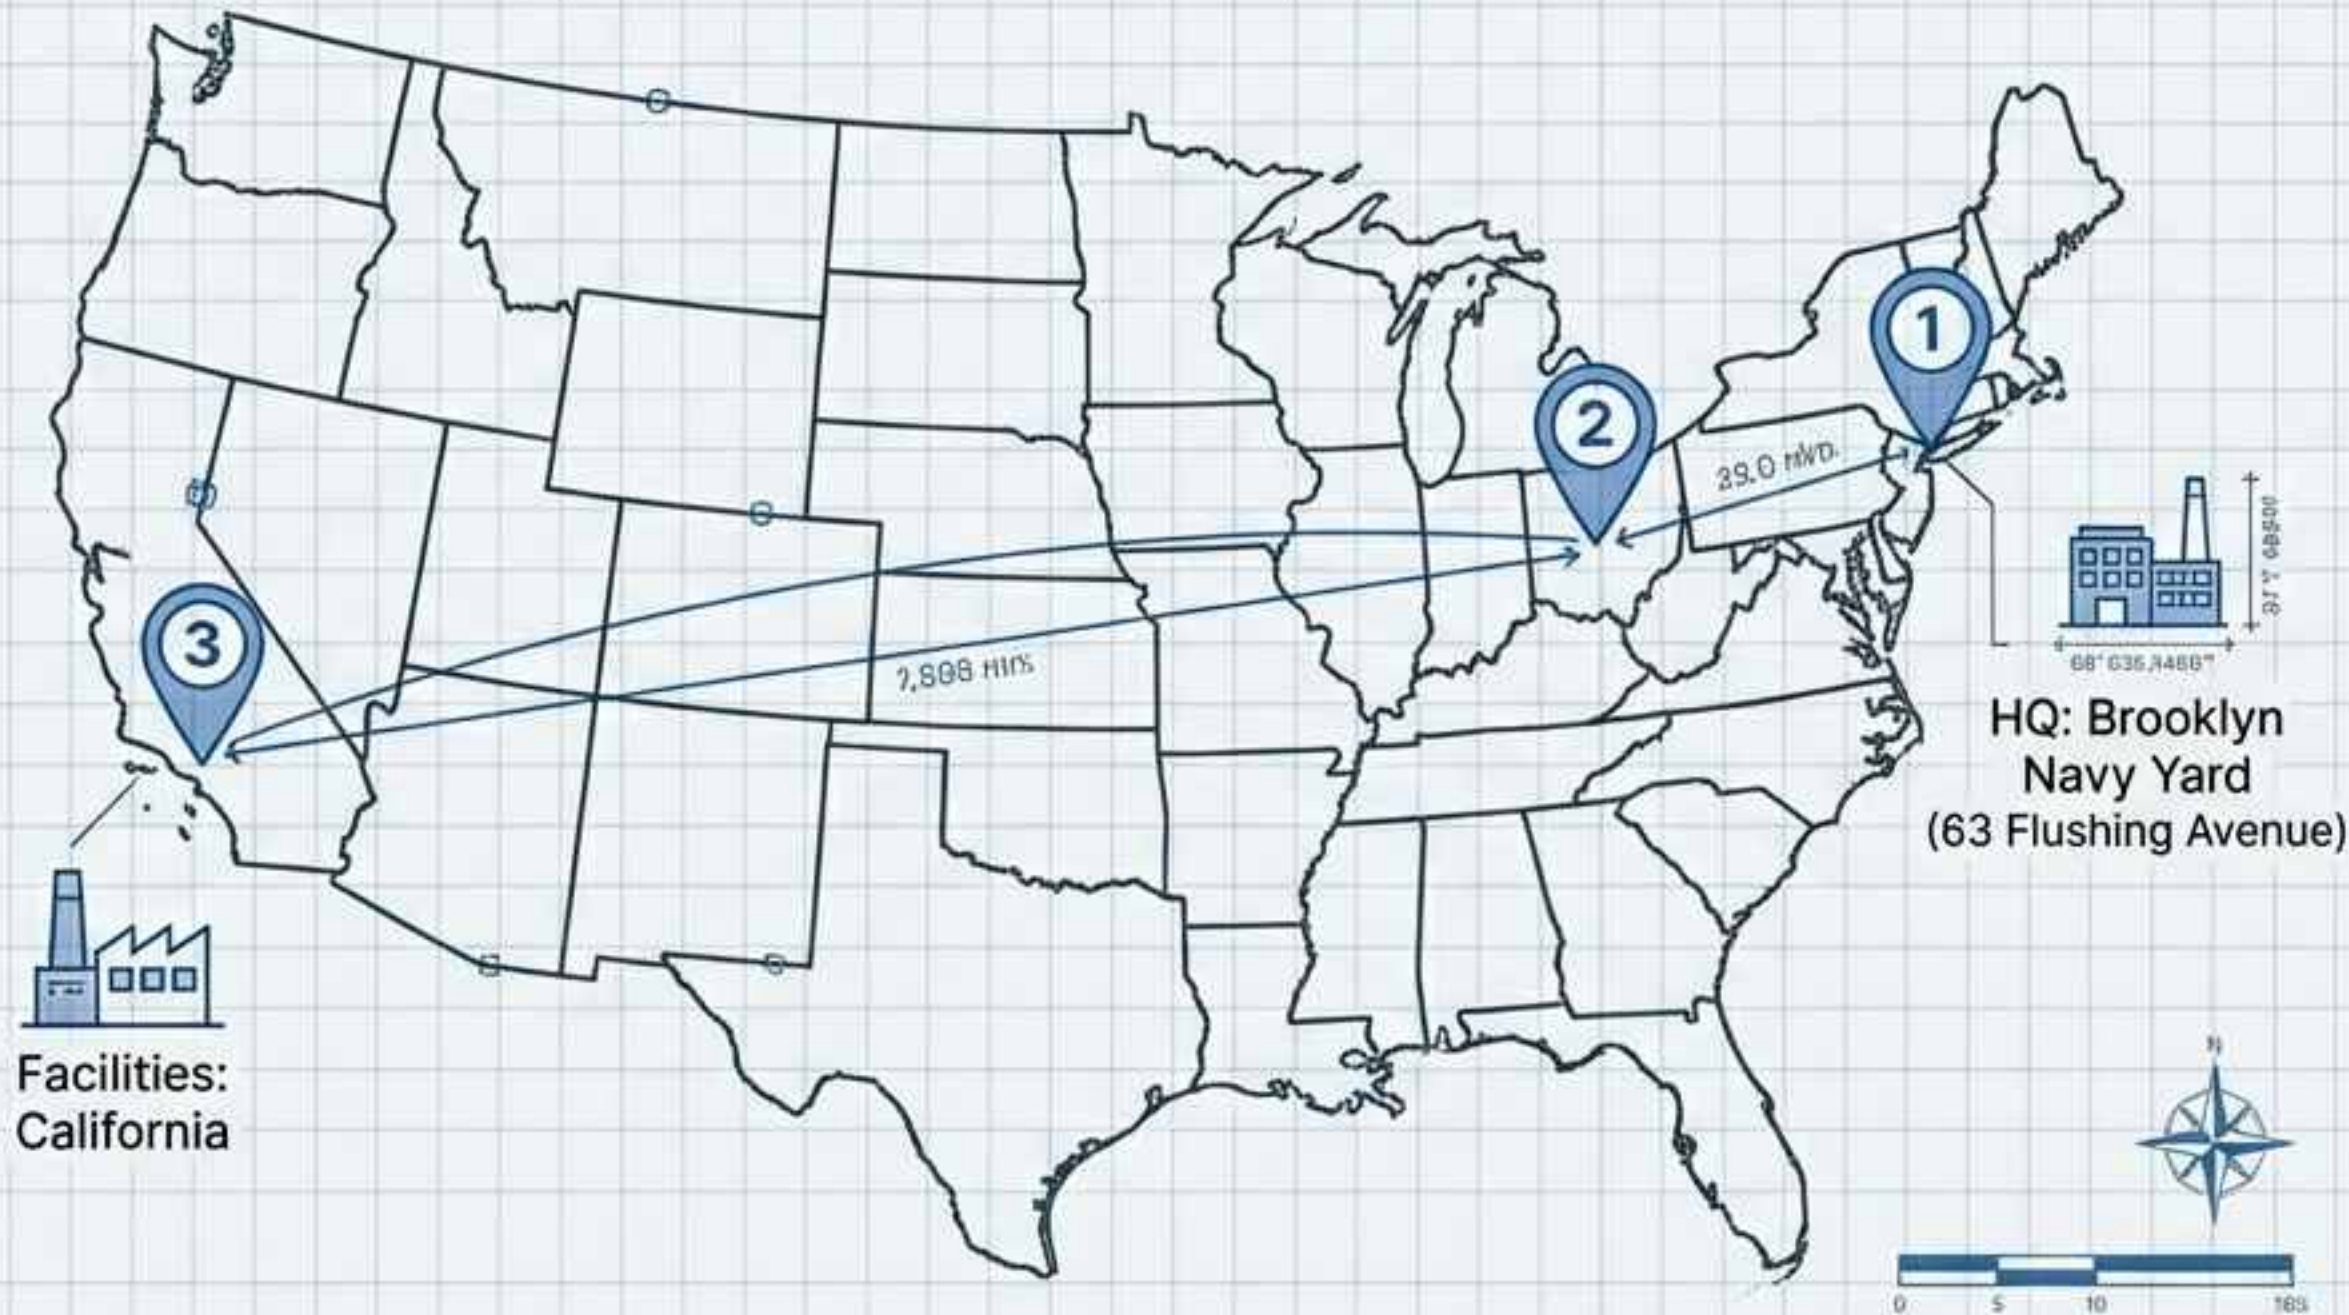 1
2
3
HQ: Brooklyn
Navy Yard
(63 Flushing Avenue)
Facilities:
California
N
0 5 10